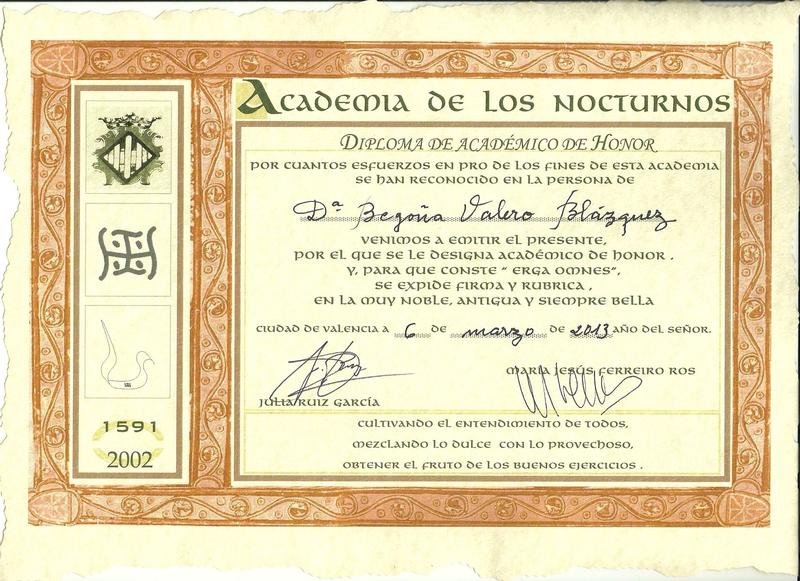 ACADEMIA DE LOS NOCTURNOS
DIPLOMA DE ACADÉMICO DE HONOR
POR CUANTOS ESFUERZOS EN PRO DE LOS FINES DE ESTA ACADEMIA
SE HAN RECONOCIDO EN LA PERSONA DE
Dª Begoña Valero Blázquez
VENIMOS A EMITIR EL PRESENTE,
POR EL QUE SE LE DESIGNA ACADÉMICO DE HONOR .
Y, PARA QUE CONSTE " ERGA OMNES",
SE EXPIDE FIRMA Y RUBRICA ,
EN LA MUY NOBLE, ANTIGUA Y SIEMPRE BELLA
CIUDAD DE VALENCIA A 6 DE marzo DE 2013 AÑO DEL SEÑOR.
MARÍA JESÚS FERREIRO ROS
JULIA RUIZ GARCÍA
CULTIVANDO EL ENTENDIMIENTO DE TODOS,
MEZCLANDO LO DULCE CON LO PROVECHOSO,
OBTENER EL FRUTO DE LOS BUENOS EJERCICIOS .
1591
2002